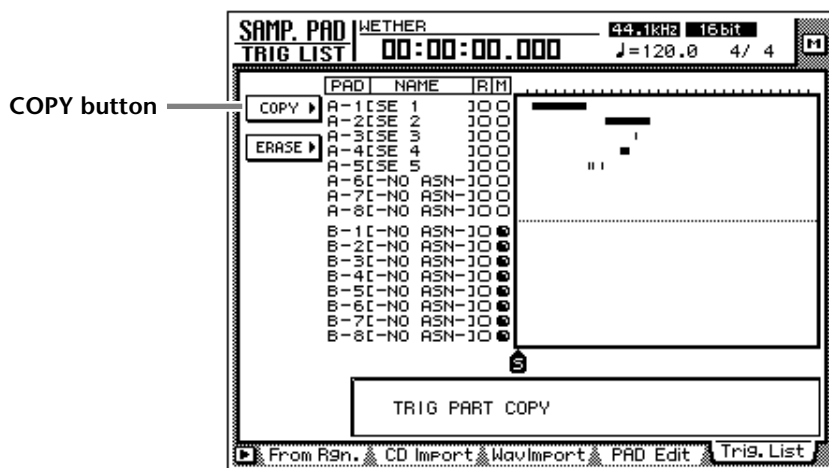 SAMP. PAD WETHER 44.1kHz 16bit
TRIG LIST 00:00:00.000 ♩=120.0 4/ 4 M
PAD NAME R M
COPY button
COPY
ERASE
A-1[SE 1 ]
A-2[SE 2 ]
A-3[SE 3 ]
A-4[SE 4 ]
A-5[SE 5 ]
A-6[-NO ASN-]
A-7[-NO ASN-]
A-8[-NO ASN-]
B-1[-NO ASN-]
B-2[-NO ASN-]
B-3[-NO ASN-]
B-4[-NO ASN-]
B-5[-NO ASN-]
B-6[-NO ASN-]
B-7[-NO ASN-]
B-8[-NO ASN-]
S
TRIG PART COPY
From Rgn. CD Import WavImport PAD Edit Trig. List